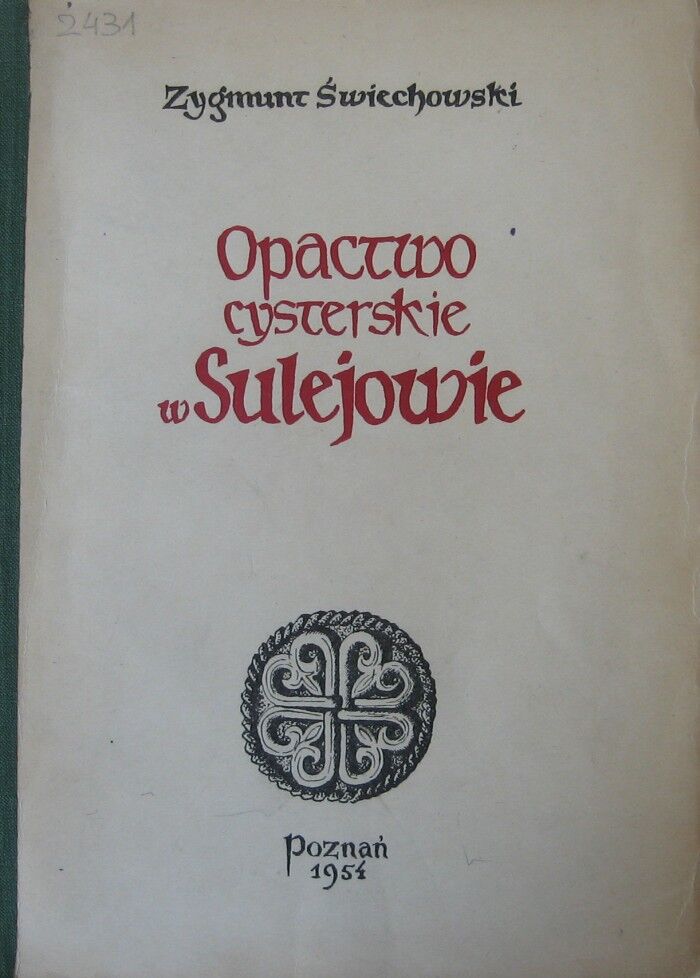 2431
Zygmunt Świechowski
Opactwo
cysterskie
w Sulejowie
Poznań
1954